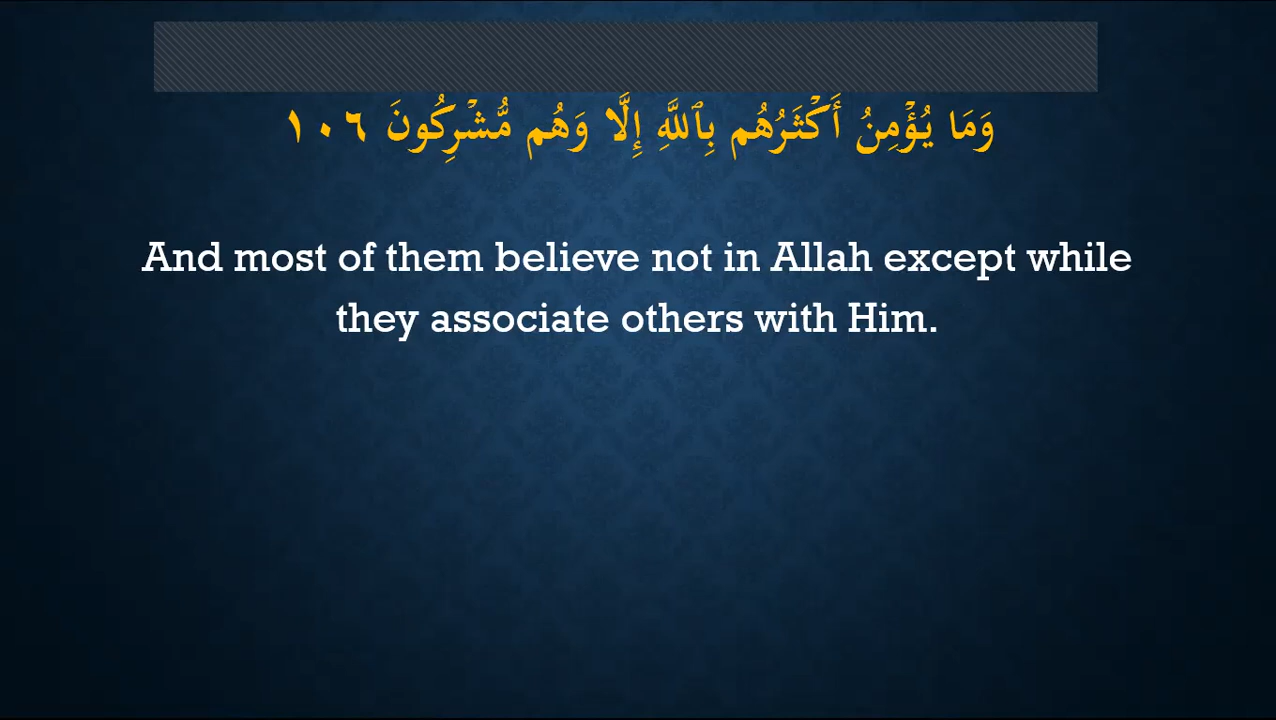 وَمَا يُؤۡمِنُ أَكۡثَرُهُم بِٱللَّهِ إِلَّا وَهُم مُّشۡرِكُونَ ١٠٦
And most of them believe not in Allah except while
they associate others with Him.